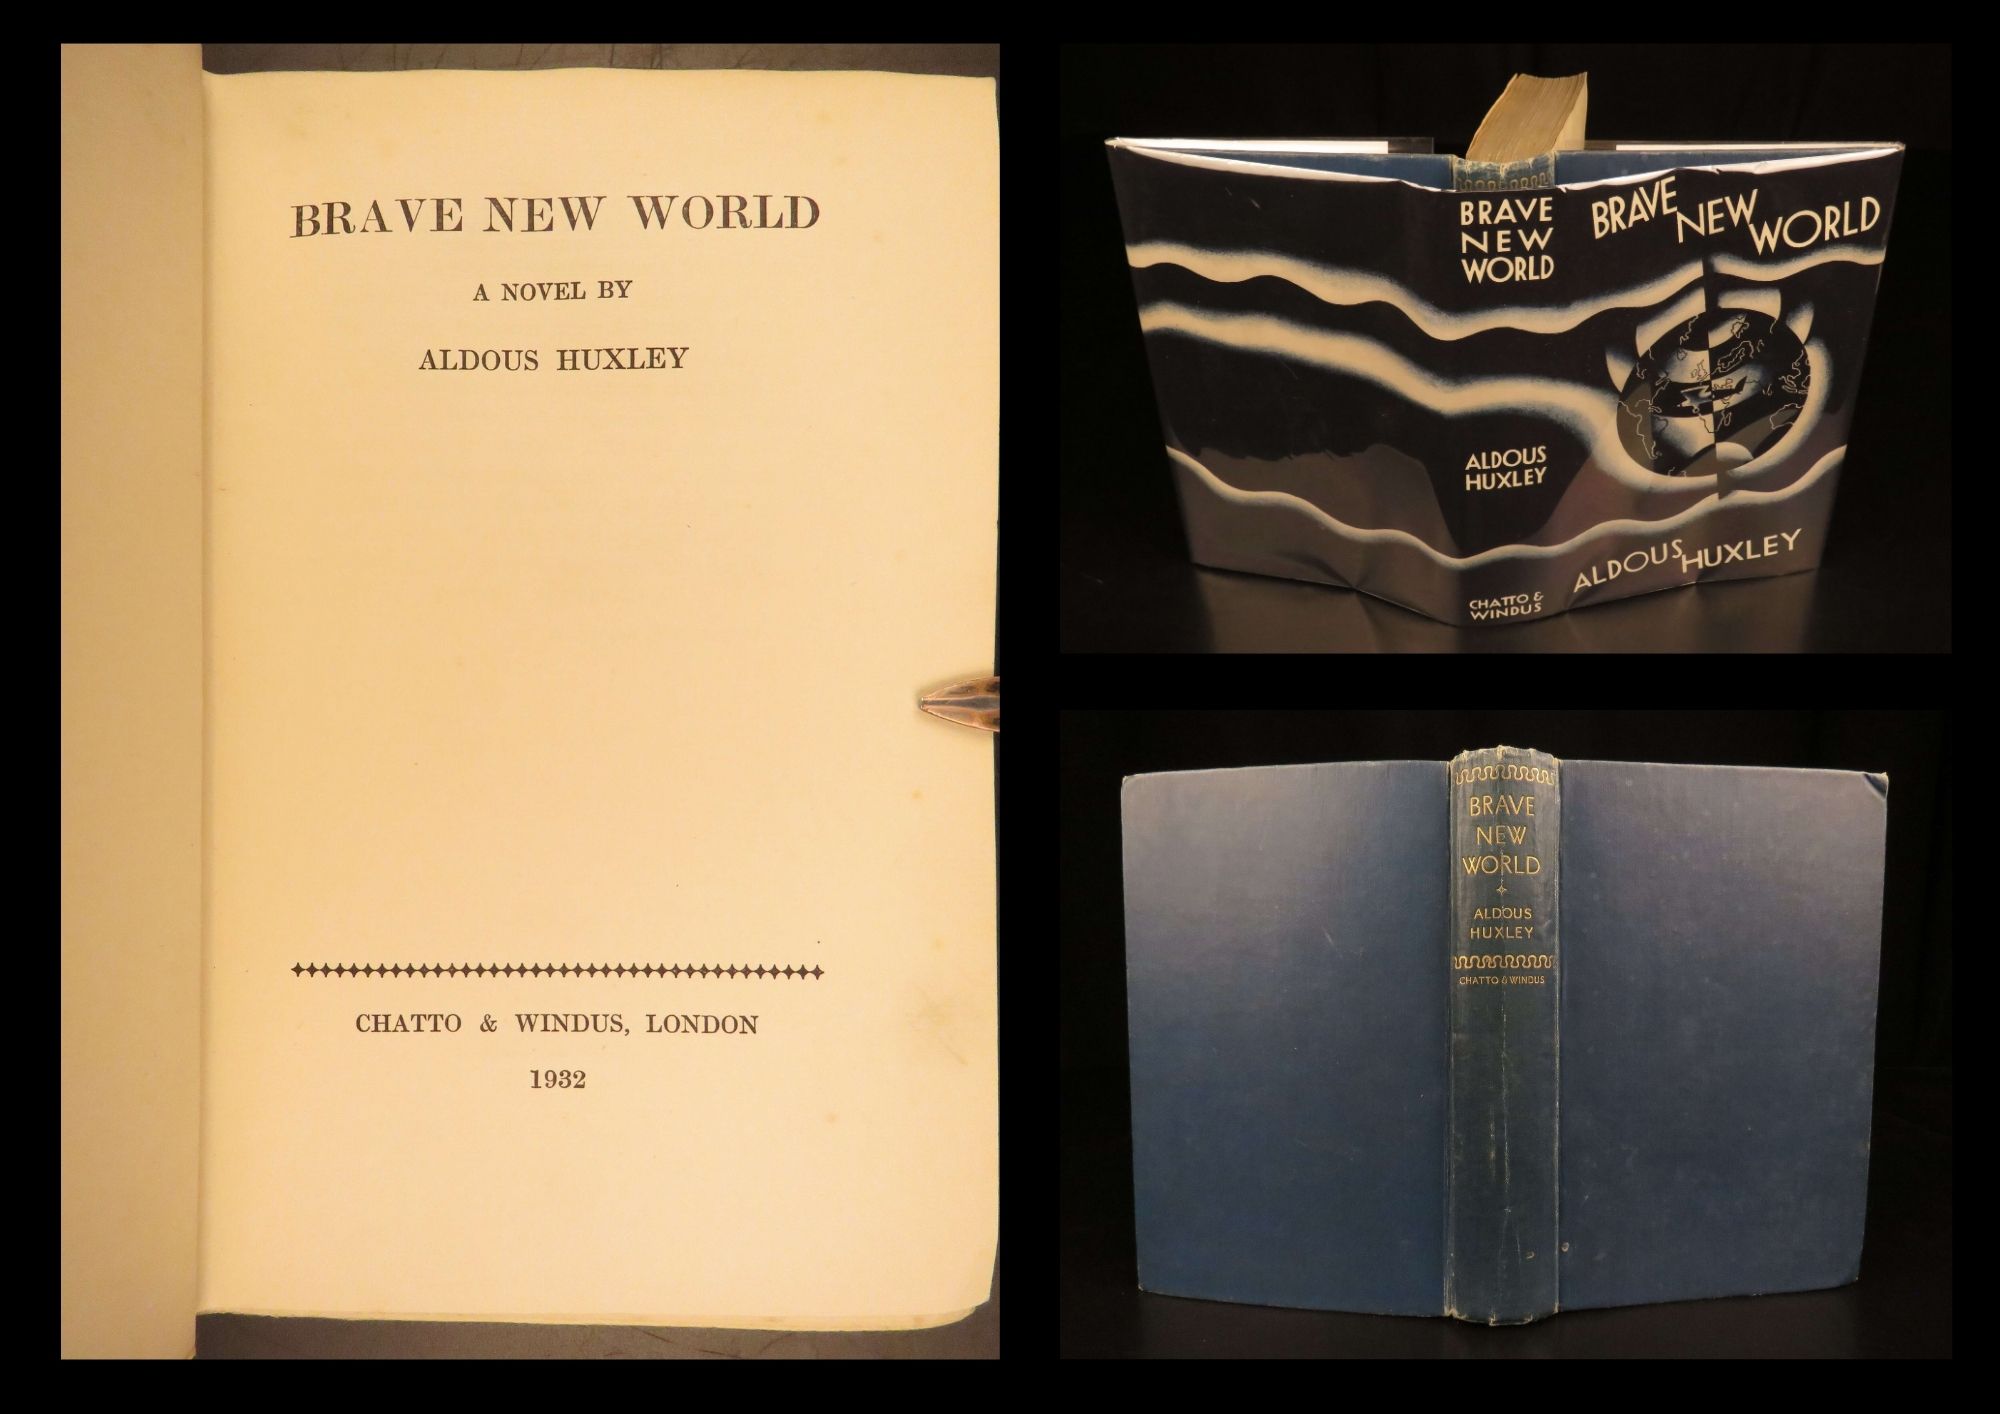 BRAVE NEW WORLD
A NOVEL BY
ALDOUS HUXLEY
CHATTO & WINDUS, LONDON
1932
BRAVE
NEW
WORLD
ALDOUS
HUXLEY
CHATTO &
WINDUS
BRAVE NEW WORLD
ALDOUS HUXLEY
BRAVE
NEW
WORLD
ALDOUS
HUXLEY
CHATTO & WINDUS